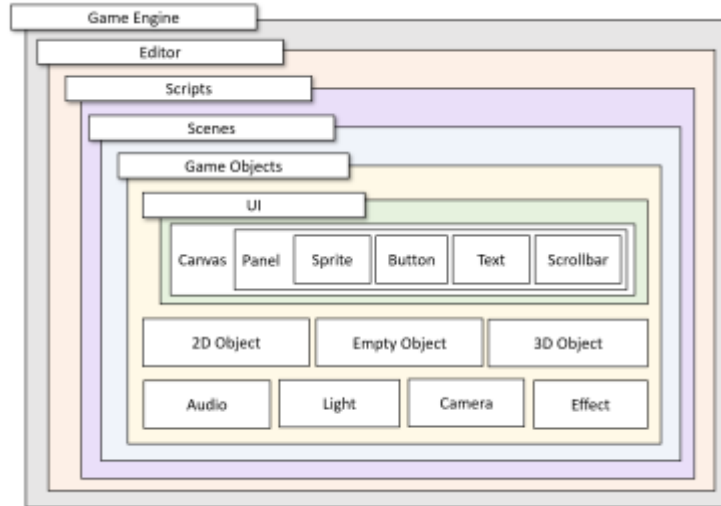 Game Engine
Editor
Scripts
Scenes
Game Objects
UI
Canvas Panel Sprite Button Text Scrollbar
2D Object Empty Object 3D Object
Audio Light Camera Effect